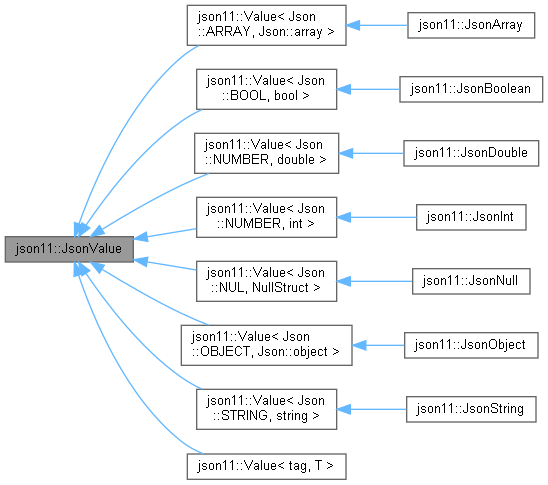 json11::Value< Json
::ARRAY, Json::array >
json11::JsonArray
json11::Value< Json
::BOOL, bool >
json11::JsonBoolean
json11::Value< Json
::NUMBER, double >
json11::JsonDouble
json11::Value< Json
::NUMBER, int >
json11::JsonInt
json11::JsonValue
json11::Value< Json
::NUL, NullStruct >
json11::JsonNull
json11::Value< Json
::OBJECT, Json::object >
json11::JsonObject
json11::Value< Json
::STRING, string >
json11::JsonString
json11::Value< tag, T >